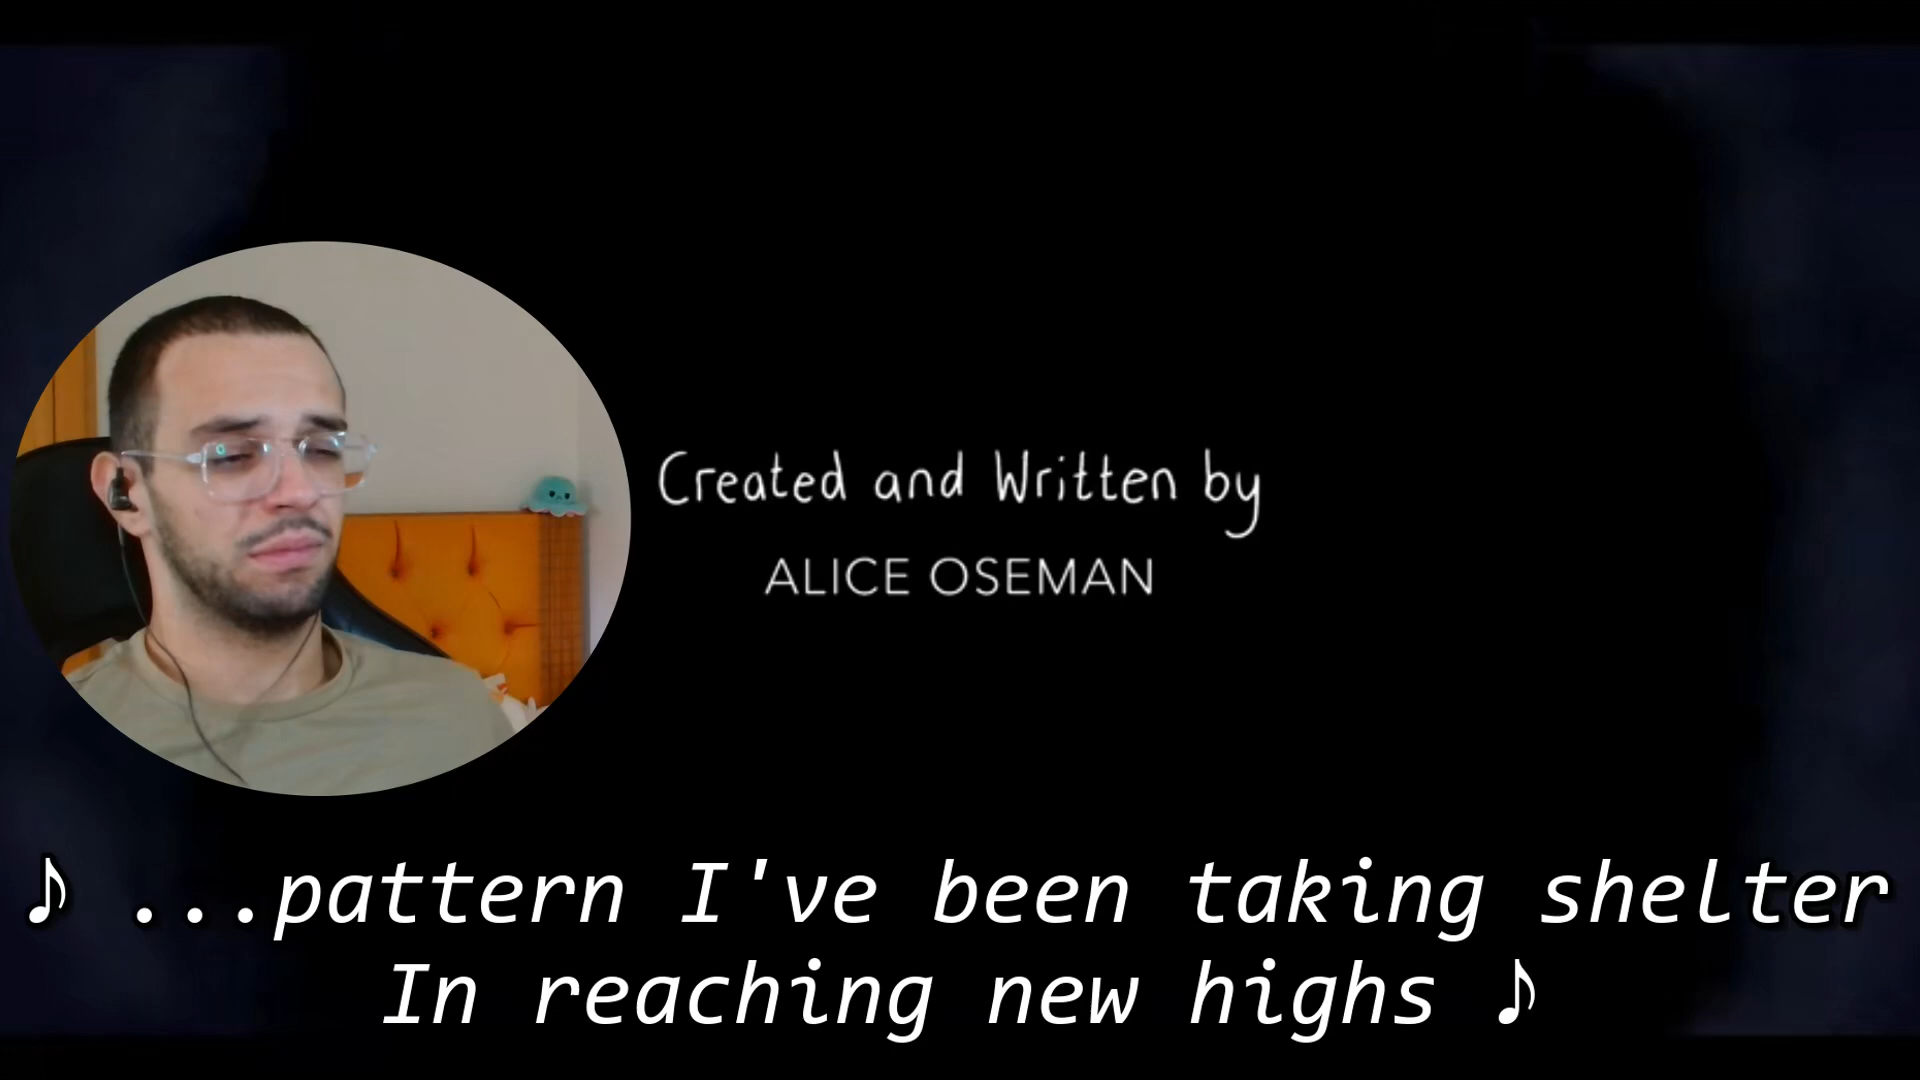 Created and Written by
ALICE OSEMAN
♪ ...pattern I've been taking shelter
In reaching new highs ♪